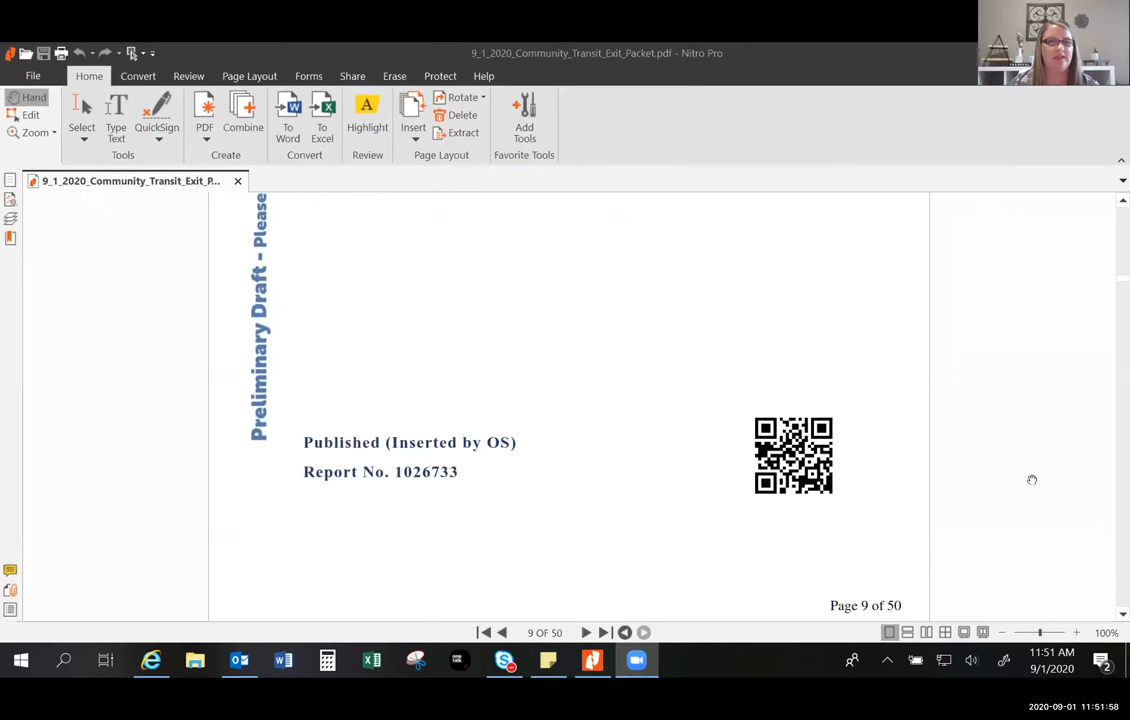 9_1_2020_Community_Transit_Exit_Packet.pdf - Nitro Pro
File Home Convert Review Page Layout Forms Share Erase Protect Help
Hand
Edit
Zoom
Select
Type Text
QuickSign
Tools
PDF
Combine
Create
To Word
To Excel
Convert
Highlight
Review
Insert
Rotate
Delete
Extract
Page Layout
Add Tools
Favorite Tools
9_1_2020_Community_Transit_Exit_P...
Preliminary Draft - Please
Published (Inserted by OS)
Report No. 1026733
Page 9 of 50
9 OF 50
100%
11:51 AM
9/1/2020
2
2020-09-01 11:51:58